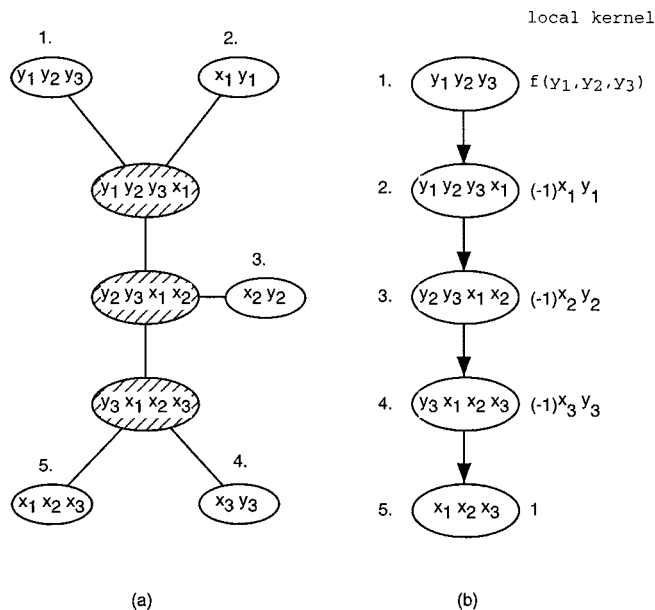 local kernel
1.
y1 y2 y3
2.
x1 y1
y1 y2 y3 x1
y2 y3 x1 x2
3.
x2 y2
y3 x1 x2 x3
5.
x1 x2 x3
4.
x3 y3
(a)
1.
y1 y2 y3
f(y1,y2,y3)
2.
y1 y2 y3 x1
(-1)x1 y1
3.
y2 y3 x1 x2
(-1)x2 y2
4.
y3 x1 x2 x3
(-1)x3 y3
5.
x1 x2 x3
1
(b)